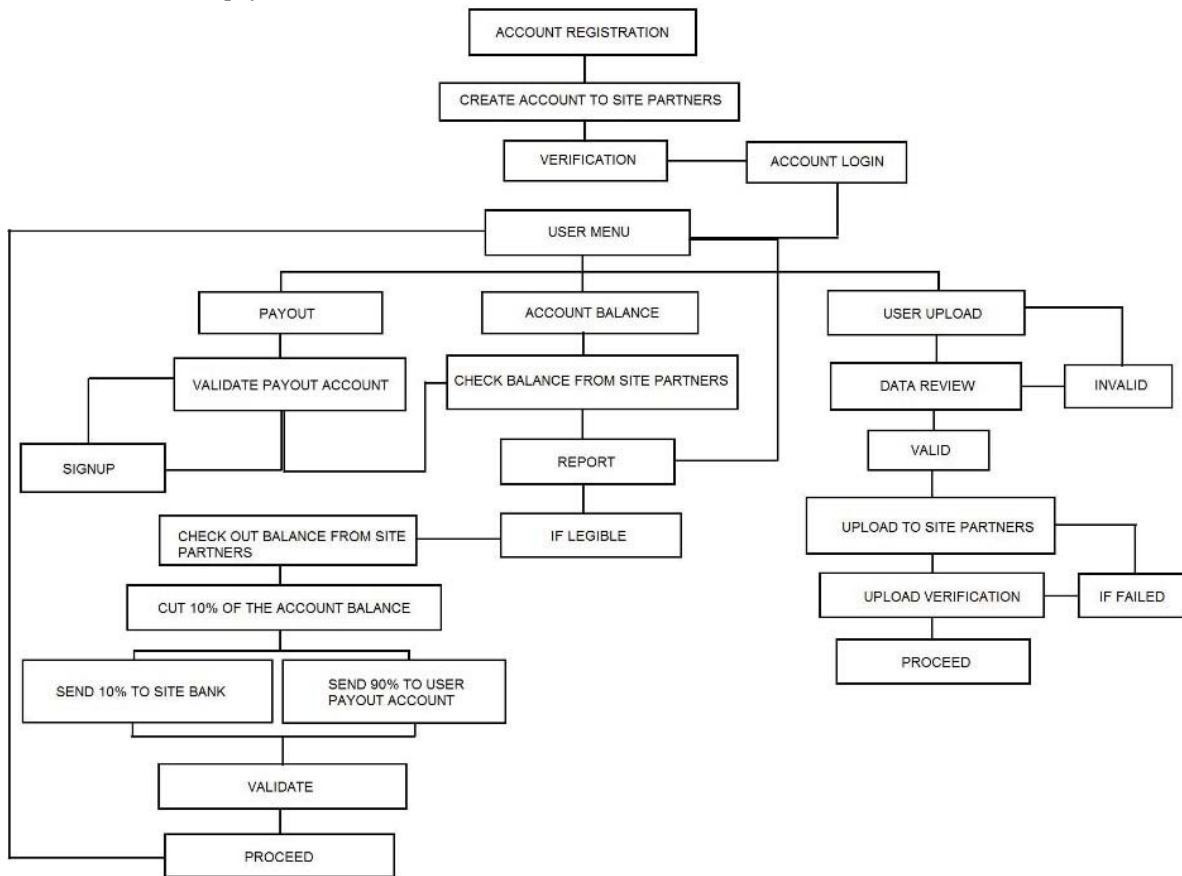 ACCOUNT REGISTRATION
CREATE ACCOUNT TO SITE PARTNERS
VERIFICATION
ACCOUNT LOGIN
USER MENU
PAYOUT
ACCOUNT BALANCE
USER UPLOAD
VALIDATE PAYOUT ACCOUNT
CHECK BALANCE FROM SITE PARTNERS
DATA REVIEW
INVALID
SIGNUP
REPORT
VALID
CHECK OUT BALANCE FROM SITE
PARTNERS
IF LEGIBLE
UPLOAD TO SITE PARTNERS
CUT 10% OF THE ACCOUNT BALANCE
UPLOAD VERIFICATION
IF FAILED
PROCEED
SEND 10% TO SITE BANK
SEND 90% TO USER
PAYOUT ACCOUNT
VALIDATE
PROCEED